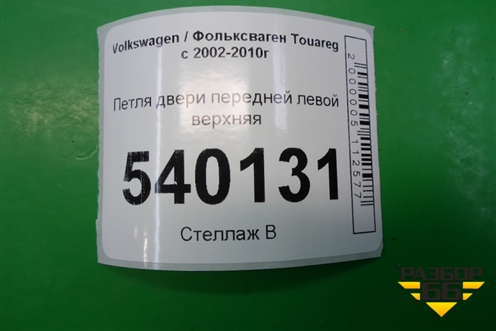 Volkswagen / Фольксваген Touareg
с 2002-2010г
Петля двери передней левой
верхняя
540131
Стеллаж В
2000005112577
РАЗБОР
66